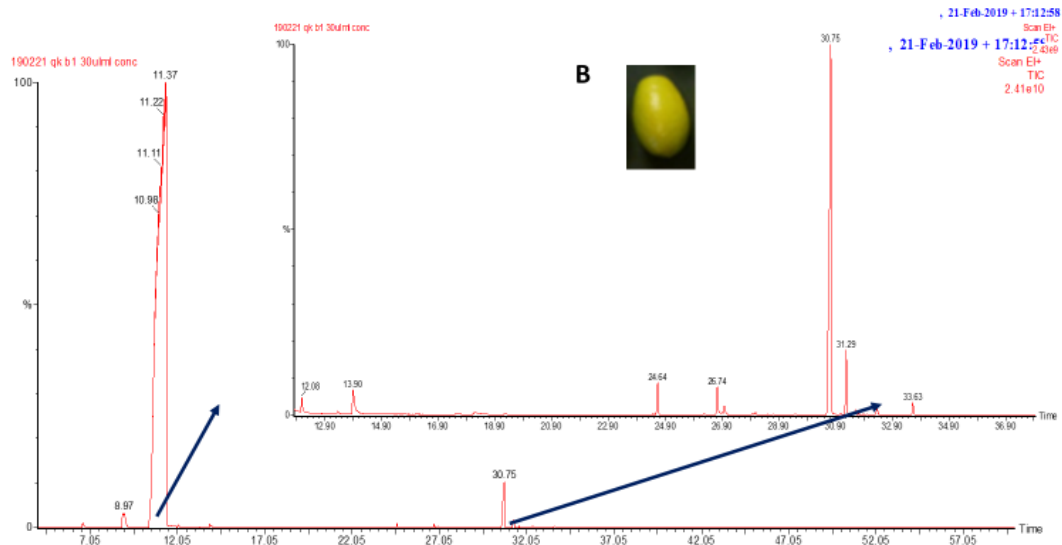 , 21-Feb-2019 + 17:12:58
Scan EI+
TIC
2.43e9
190221 qk b1 30ulml conc
100
%
0
30.75
31.29
24.64
26.74
33.63
12.08
13.90
12.90 14.90 16.90 18.90 20.90 22.90 24.90 26.90 28.90 30.90 32.90 34.90 36.90
Time
B
, 21-Feb-2019 + 17:12:58
Scan EI+
TIC
2.41e10
190221 qk b1 30ulml conc
100
%
0
11.37
11.22
11.11
10.98
8.97
30.75
7.05 12.05 17.05 22.05 27.05 32.05 37.05 42.05 47.05 52.05 57.05
Time